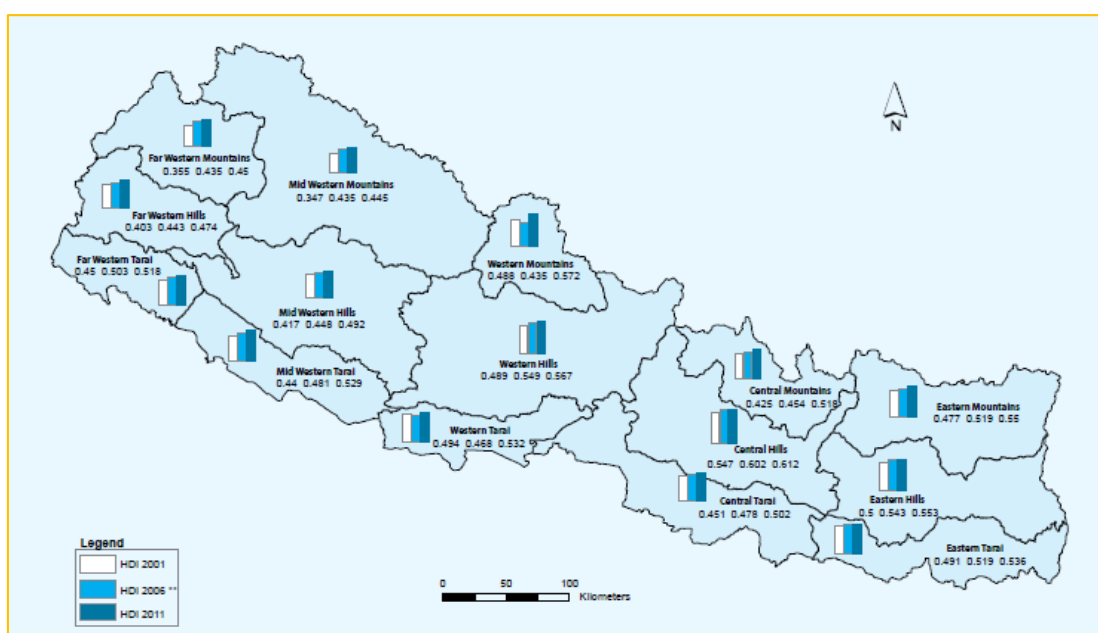 N
Far Western Mountains
0.355 0.435 0.45
Mid Western Mountains
0.347 0.435 0.445
Far Western Hills
0.403 0.443 0.474
Western Mountains
0.488 0.435 0.572
Far Western Tarai
0.45 0.503 0.518
Mid Western Hills
0.417 0.448 0.492
Western Hills
0.489 0.549 0.567
Mid Western Tarai
0.44 0.481 0.529
Central Mountains
0.425 0.454 0.518
Eastern Mountains
0.477 0.519 0.55
Western Tarai
0.494 0.468 0.532
Central Hills
0.547 0.602 0.612
Central Tarai
0.451 0.478 0.502
Eastern Hills
0.5 0.543 0.553
Eastern Tarai
0.491 0.519 0.536
Legend
HDI 2001
HDI 2006 **
HDI 2011
0 50 100
Kilometers